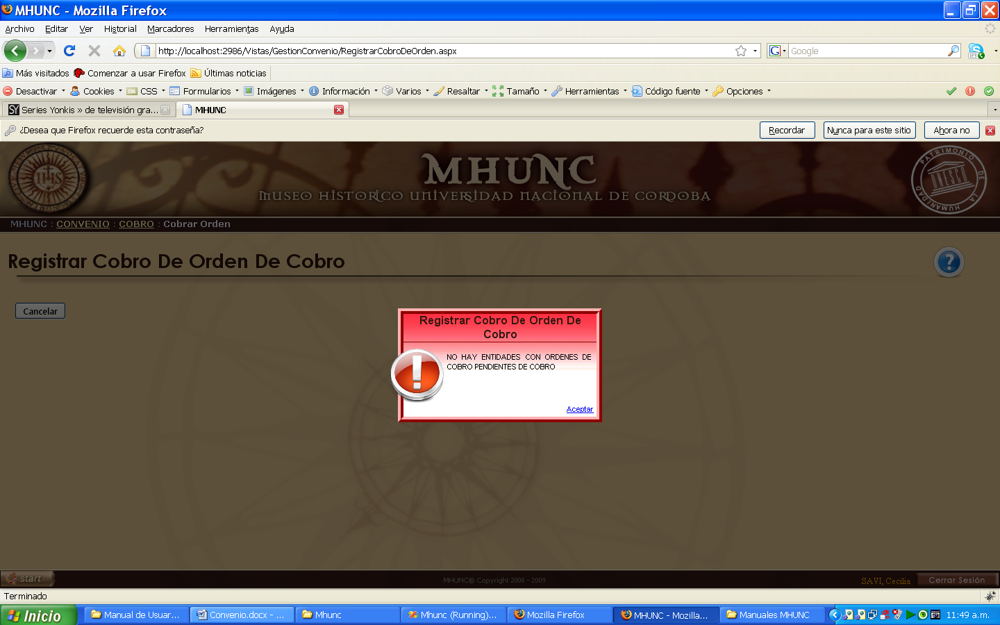 MHUNC - Mozilla Firefox
Archivo Editar Ver Historial Marcadores Herramientas Ayuda
http://localhost:2986/Vistas/GestionConvenio/RegistrarCobroDeOrden.aspx
G Google
Más visitados Comenzar a usar Firefox Últimas noticias
Desactivar Cookies CSS Formularios Imágenes Información Varios Resaltar Tamaño Herramientas Código fuente Opciones
SY Series Yonkis » de televisión gra... MHUNC
¿Desea que Firefox recuerde esta contraseña? Recordar Nunca para este sitio Ahora no
MHUNC
MUSEO HISTORICO UNIVERSIDAD NACIONAL DE CORDOBA
IHS
PATRIMONIO DE LA HUMANIDAD
UNESCO
MHUNC : CONVENIO : COBRO : Cobrar Orden
Registrar Cobro De Orden De Cobro
?
Cancelar
Registrar Cobro De Orden De
Cobro
NO HAY ENTIDADES CON ORDENES DE
COBRO PENDIENTES DE COBRO
Aceptar
start MHUNC® Copyright 2008 - 2009 SAVI, Cecilia Cerrar Sesión
Terminado
Inicio Manual de Usuar... Convenio.docx - ... Mhunc Mhunc (Running)... Mozilla Firefox MHUNC - Mozilla... Manuales MHUNC 11:49 a.m.